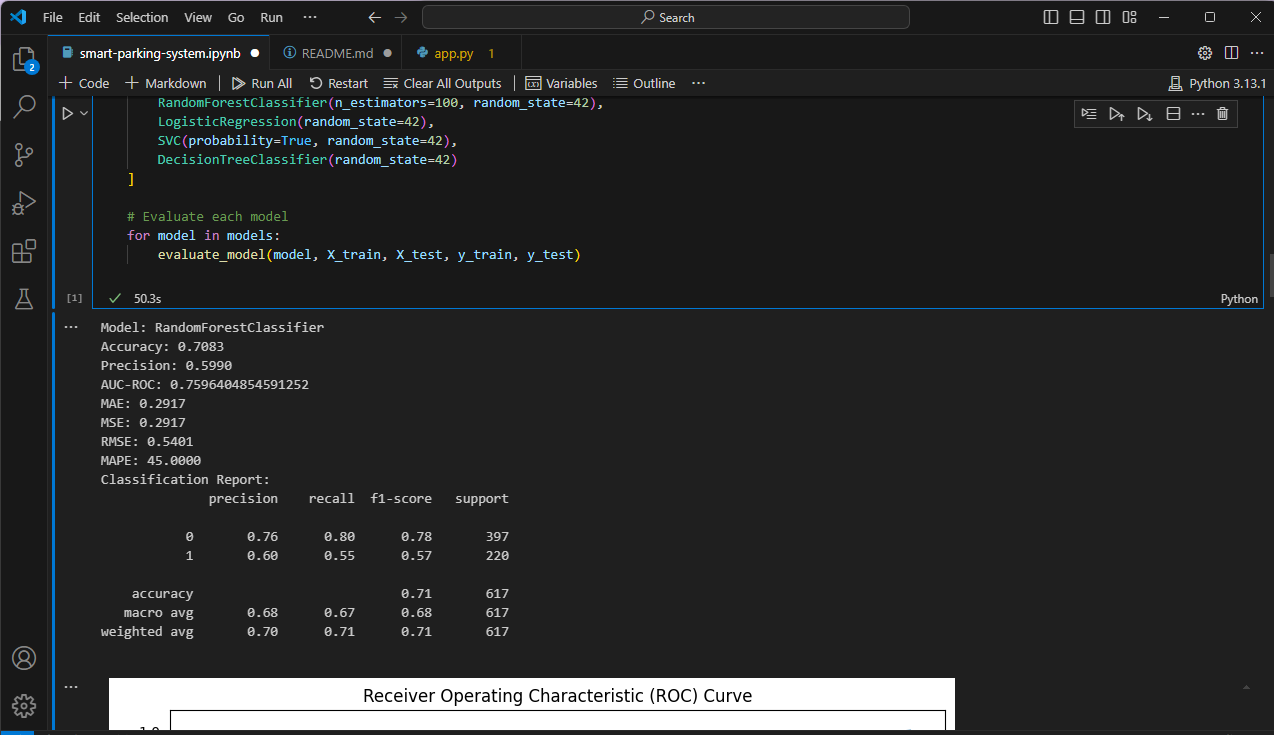 File Edit Selection View Go Run ··· Search
smart-parking-system.ipynb README.md app.py 1
2
Code Markdown Run All Restart Clear All Outputs Variables Outline ··· Python 3.13.1
RandomForestClassifier(n_estimators=100, random_state=42),
LogisticRegression(random_state=42),
SVC(probability=True, random_state=42),
DecisionTreeClassifier(random_state=42)
]
# Evaluate each model
for model in models:
evaluate_model(model, X_train, X_test, y_train, y_test)
[1] 50.3s Python
Model: RandomForestClassifier
Accuracy: 0.7083
Precision: 0.5990
AUC-ROC: 0.7596404854591252
MAE: 0.2917
MSE: 0.2917
RMSE: 0.5401
MAPE: 45.0000
Classification Report:
precision recall f1-score support
0 0.76 0.80 0.78 397
1 0.60 0.55 0.57 220
accuracy 0.71 617
macro avg 0.68 0.67 0.68 617
weighted avg 0.70 0.71 0.71 617
Receiver Operating Characteristic (ROC) Curve